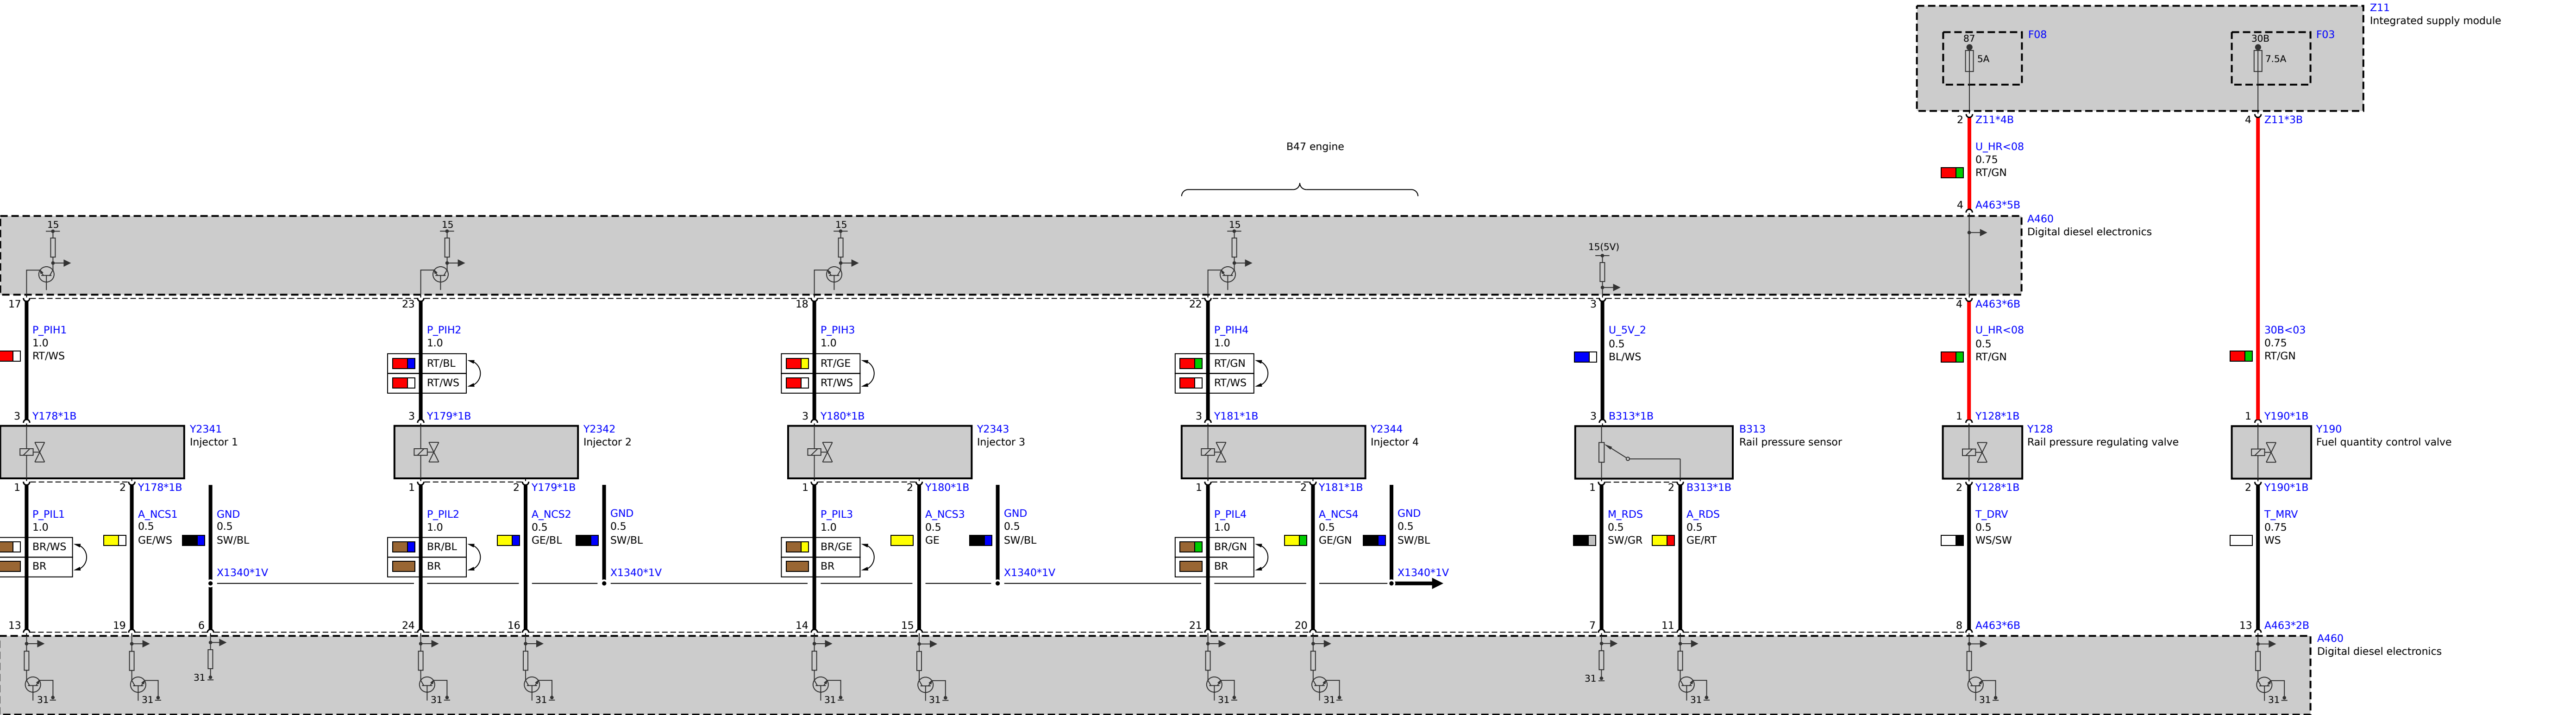 Z11
Integrated supply module
87
F08
30B
F03
5A
7.5A
2 Z11*4B
4 Z11*3B
B47 engine
U_HR<08
0.75
RT/GN
4 A463*5B
15
15
15
15
A460
Digital diesel electronics
15(5V)
17
23
18
22
3
4 A463*6B
P_PIH1
1.0
RT/WS
P_PIH2
1.0
RT/BL
RT/WS
P_PIH3
1.0
RT/GE
RT/WS
P_PIH4
1.0
RT/GN
RT/WS
U_5V_2
0.5
BL/WS
U_HR<08
0.5
RT/GN
30B<03
0.75
RT/GN
3 Y178*1B
3 Y179*1B
3 Y180*1B
3 Y181*1B
3 B313*1B
1 Y128*1B
1 Y190*1B
Y2341
Injector 1
Y2342
Injector 2
Y2343
Injector 3
Y2344
Injector 4
B313
Rail pressure sensor
Y128
Rail pressure regulating valve
Y190
Fuel quantity control valve
1
2 Y178*1B
1
2 Y179*1B
1
2 Y180*1B
1
2 Y181*1B
1
2 B313*1B
2 Y128*1B
2 Y190*1B
P_PIL1
1.0
BR/WS
BR
A_NCS1
0.5
GE/WS
GND
0.5
SW/BL
X1340*1V
P_PIL2
1.0
BR/BL
BR
A_NCS2
0.5
GE/BL
GND
0.5
SW/BL
X1340*1V
P_PIL3
1.0
BR/GE
BR
A_NCS3
0.5
GE
GND
0.5
SW/BL
X1340*1V
P_PIL4
1.0
BR/GN
BR
A_NCS4
0.5
GE/GN
GND
0.5
SW/BL
X1340*1V
M_RDS
0.5
SW/GR
A_RDS
0.5
GE/RT
T_DRV
0.5
WS/SW
T_MRV
0.75
WS
13
19
6
24
16
14
15
21
20
7
11
8 A463*6B
13 A463*2B
A460
Digital diesel electronics
31
31
31
31
31
31
31
31
31
31
31
31
31